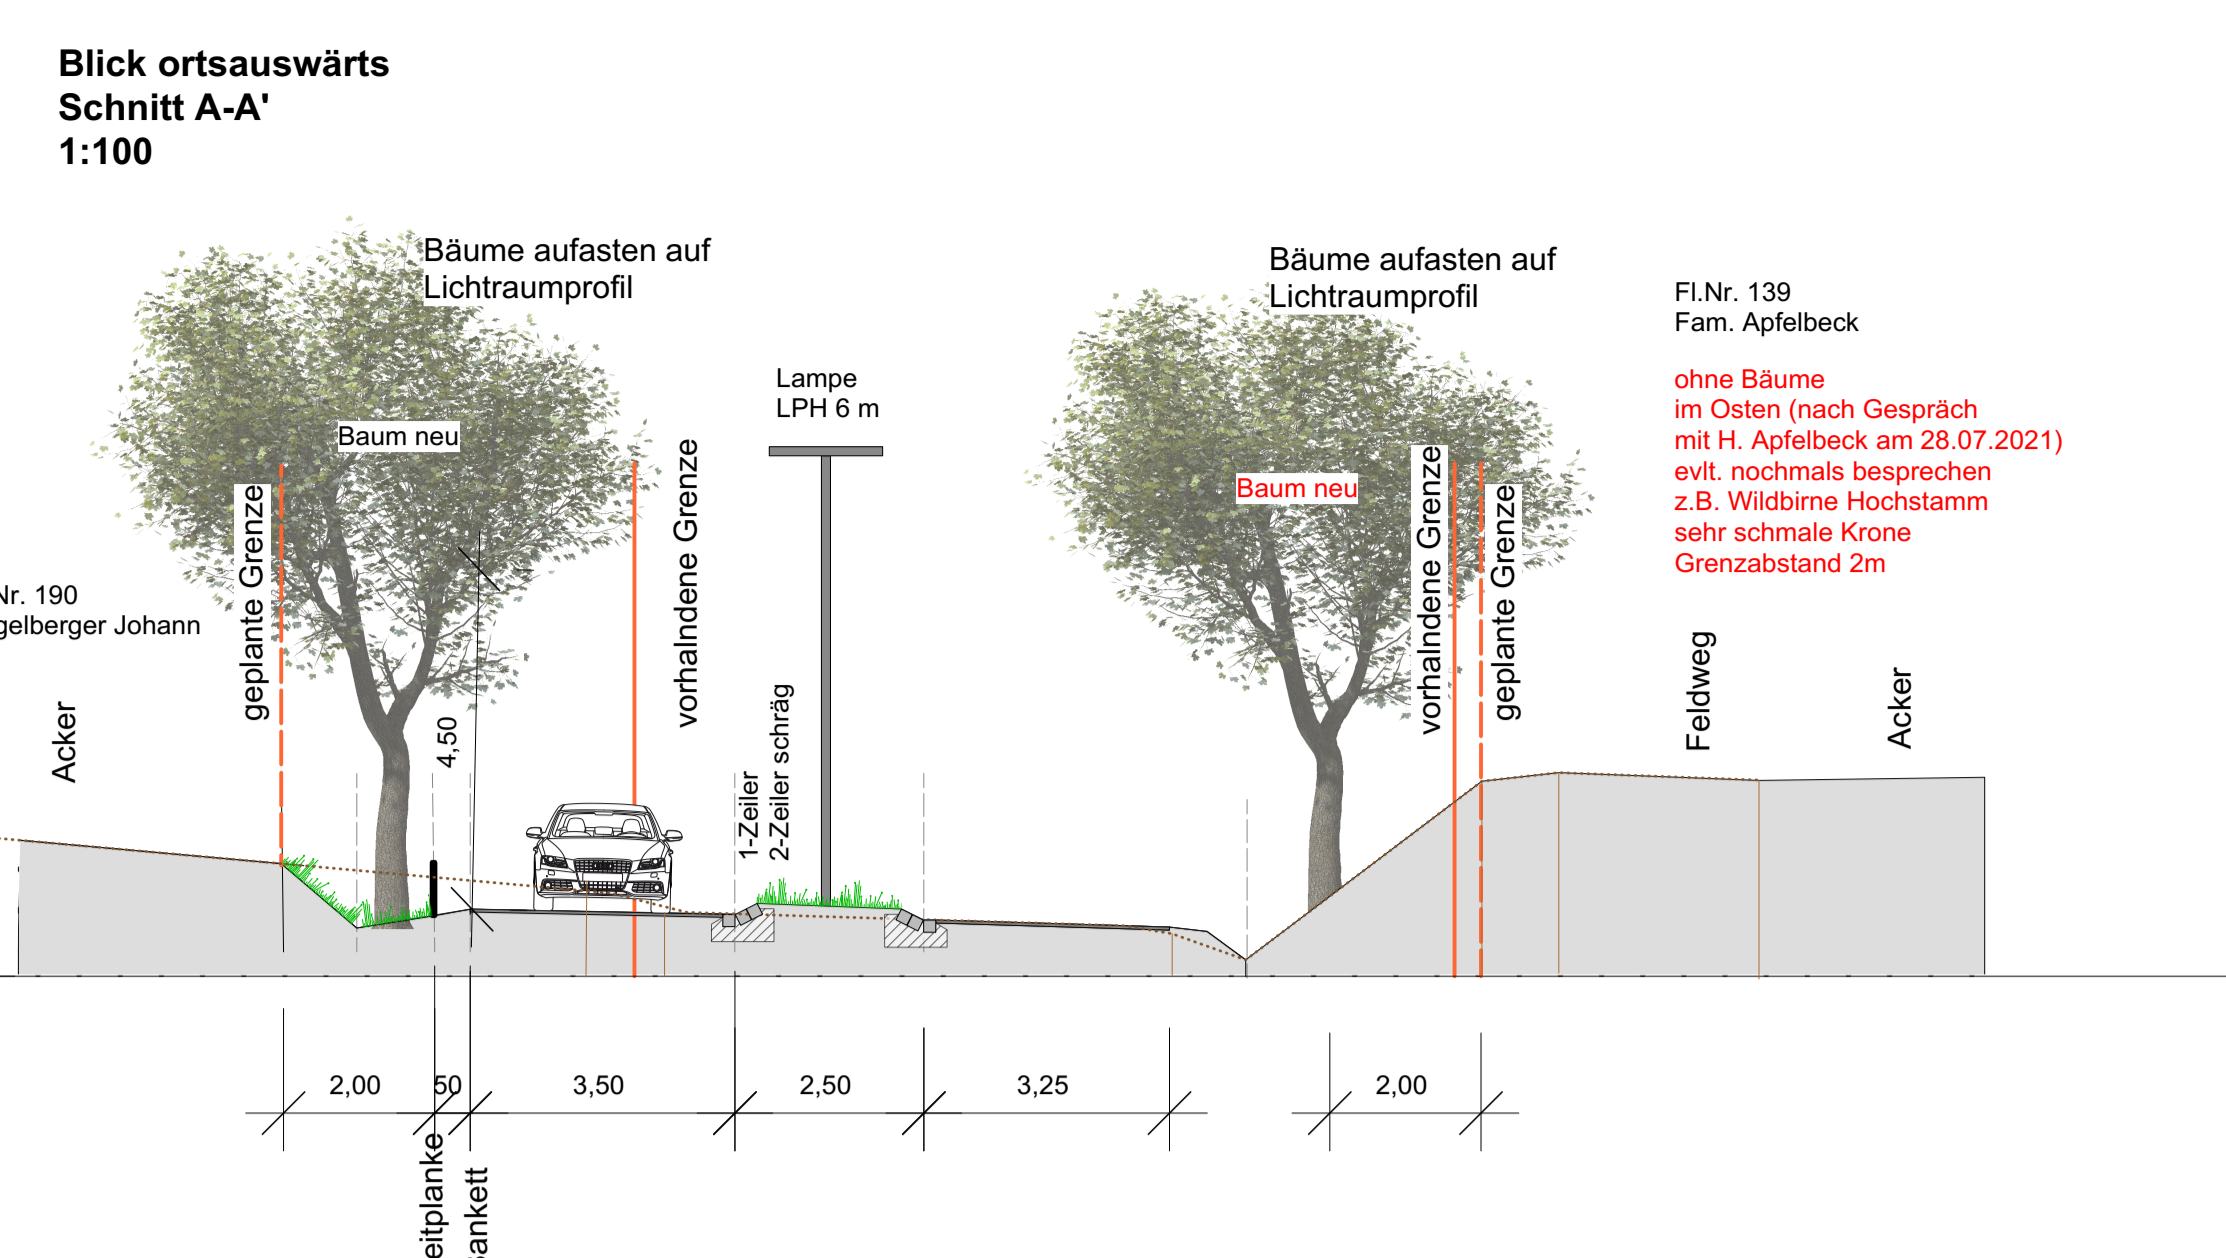 Blick ortsauswärts
Schnitt A-A'
1:100
Bäume aufasten auf
Lichtraumprofil
Bäume aufasten auf
Lichtraumprofil
Fl.Nr. 139
Fam. Apfelbeck
ohne Bäume
im Osten (nach Gespräch
mit H. Apfelbeck am 28.07.2021)
evlt. nochmals besprechen
z.B. Wildbirne Hochstamm
sehr schmale Krone
Grenzabstand 2m
Lampe
LPH 6 m
Baum neu
Baum neu
geplante Grenze
vorhalndene Grenze
vorhalndene Grenze
geplante Grenze
Nr. 190
gelberger Johann
Acker
4,50
1-Zeiler
2-Zeiler schräg
Feldweg
Acker
2,00
50
3,50
2,50
3,25
2,00
eitplanke
ankett